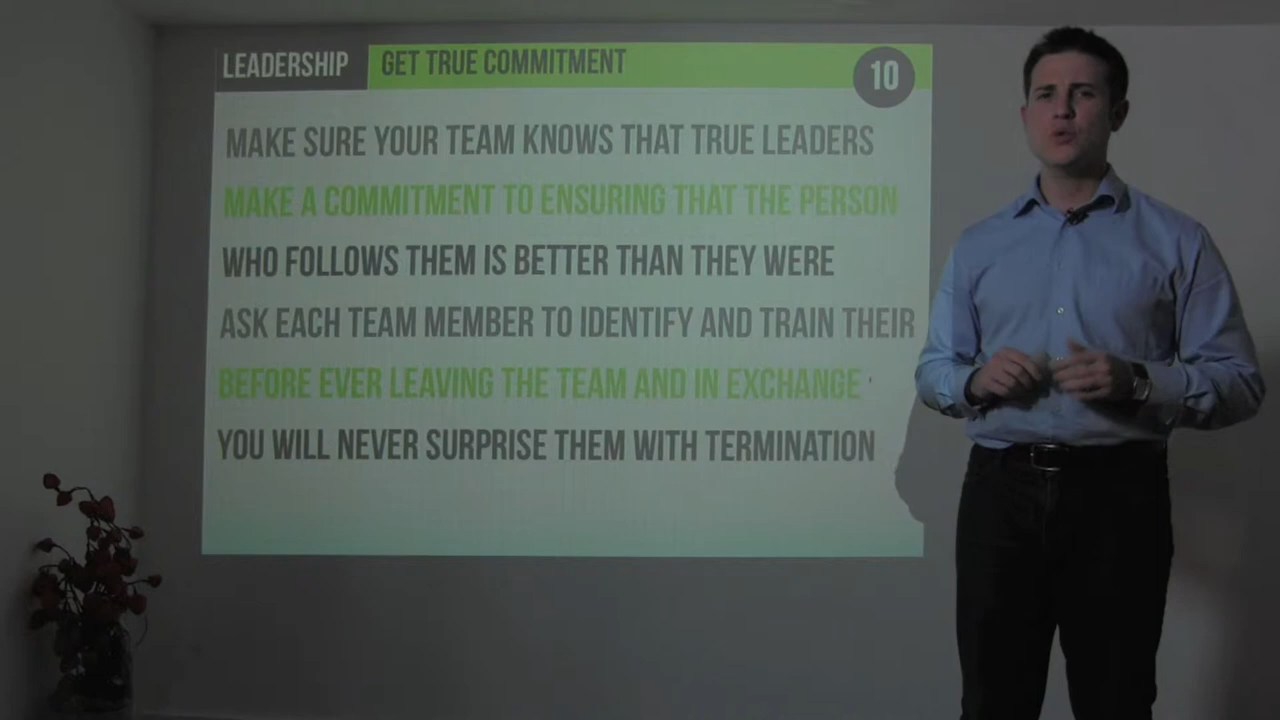 LEADERSHIP GET TRUE COMMITMENT 10
MAKE SURE YOUR TEAM KNOWS THAT TRUE LEADERS
MAKE A COMMITMENT TO ENSURING THAT THE PERSON
WHO FOLLOWS THEM IS BETTER THAN THEY WERE
ASK EACH TEAM MEMBER TO IDENTIFY AND TRAIN THEIR
BEFORE EVER LEAVING THE TEAM AND IN EXCHANGE
YOU WILL NEVER SURPRISE THEM WITH TERMINATION